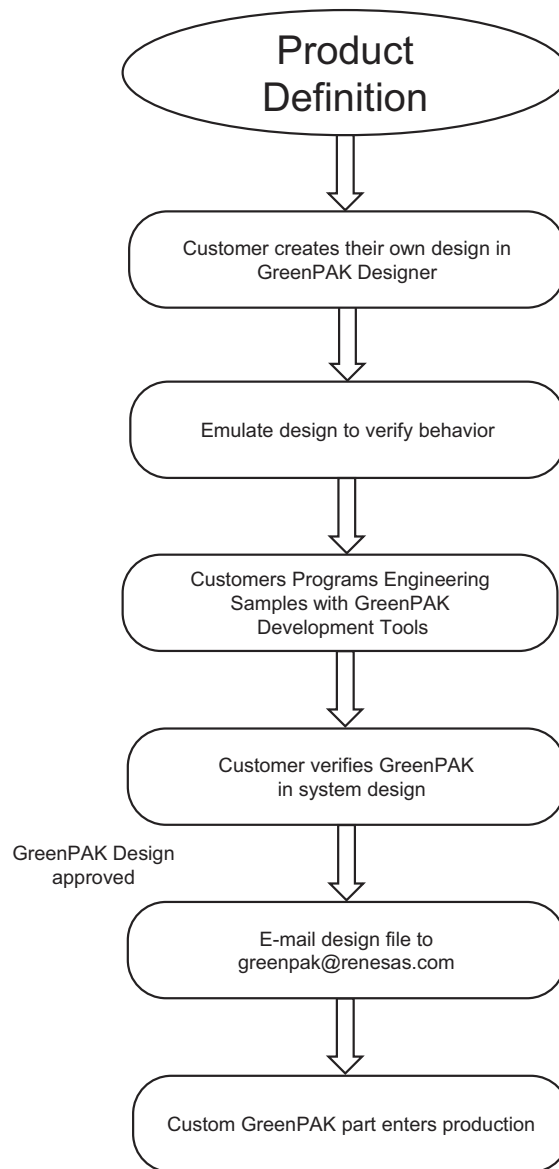 Product
Definition
Customer creates their own design in
GreenPAK Designer
Emulate design to verify behavior
Customers Programs Engineering
Samples with GreenPAK
Development Tools
Customer verifies GreenPAK
in system design
GreenPAK Design
approved
E-mail design file to
greenpak@renesas.com
Custom GreenPAK part enters production